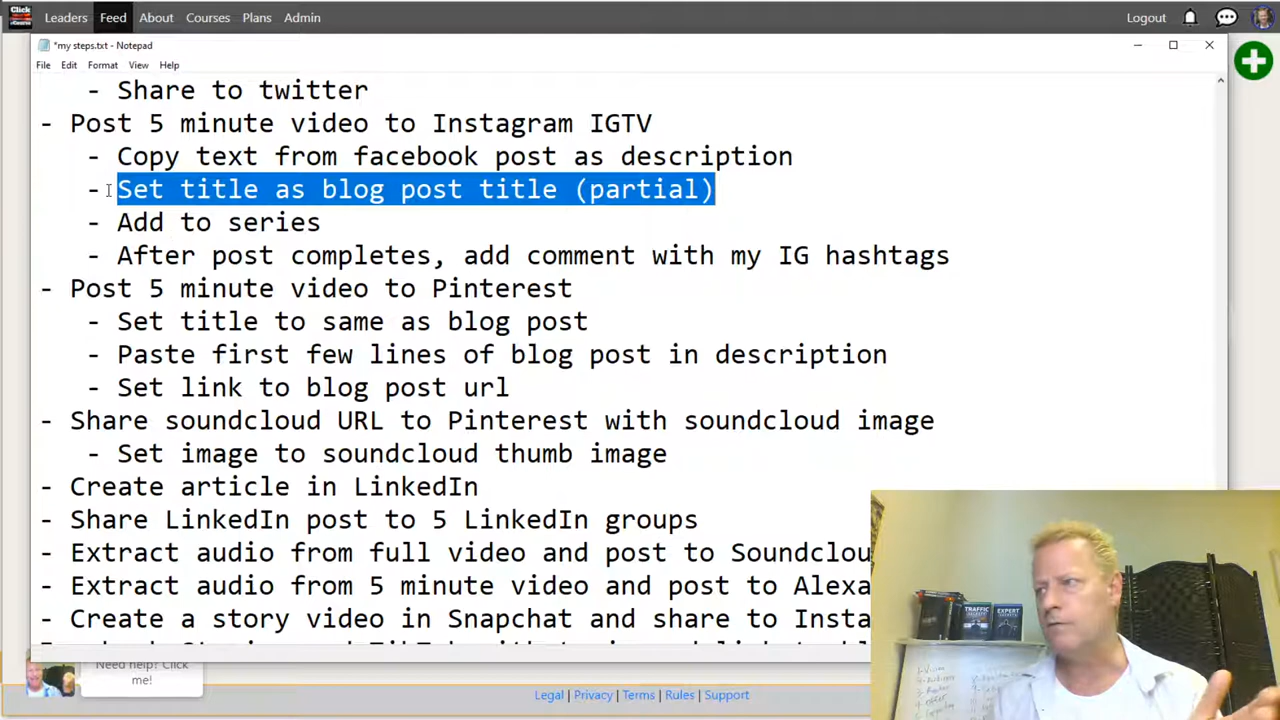 Click
Leaders Feed About Courses Plans Admin Logout
*my steps.txt - Notepad
File Edit Format View Help
- Share to twitter
- Post 5 minute video to Instagram IGTV
- Copy text from facebook post as description
- Set title as blog post title (partial)
- Add to series
- After post completes, add comment with my IG hashtags
- Post 5 minute video to Pinterest
- Set title to same as blog post
- Paste first few lines of blog post in description
- Set link to blog post url
- Share soundcloud URL to Pinterest with soundcloud image
- Set image to soundcloud thumb image
- Create article in LinkedIn
- Share LinkedIn post to 5 LinkedIn groups
- Extract audio from full video and post to Soundclou
- Extract audio from 5 minute video and post to Alexa
- Create a story video in Snapchat and share to Insta
Need help? Click
me!
Legal | Privacy | Terms | Rules | Support
TRAFFIC
SECRETS
EXPERT
SECRETS